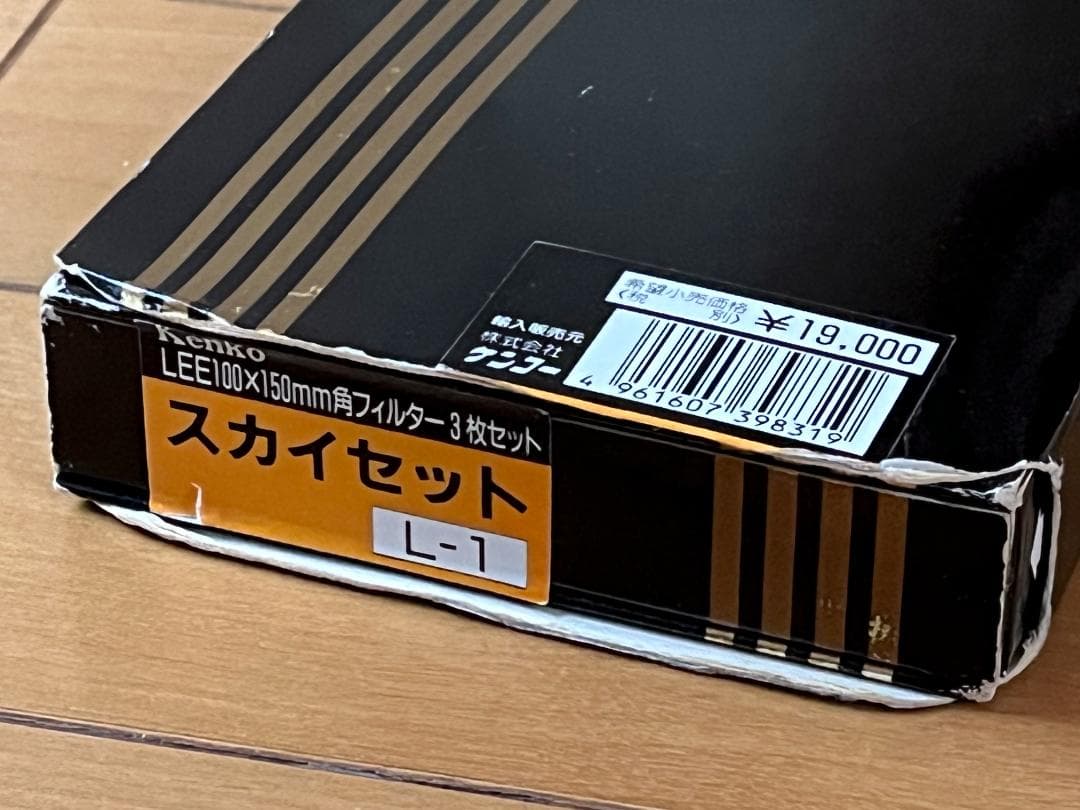 希望小売価格
(税 別)
¥19,000
輸入販売元
株式会社
ケンコー
4 961607 398319
Kenko
LEE100×150mm角フィルター3枚セット
スカイセット
L-1